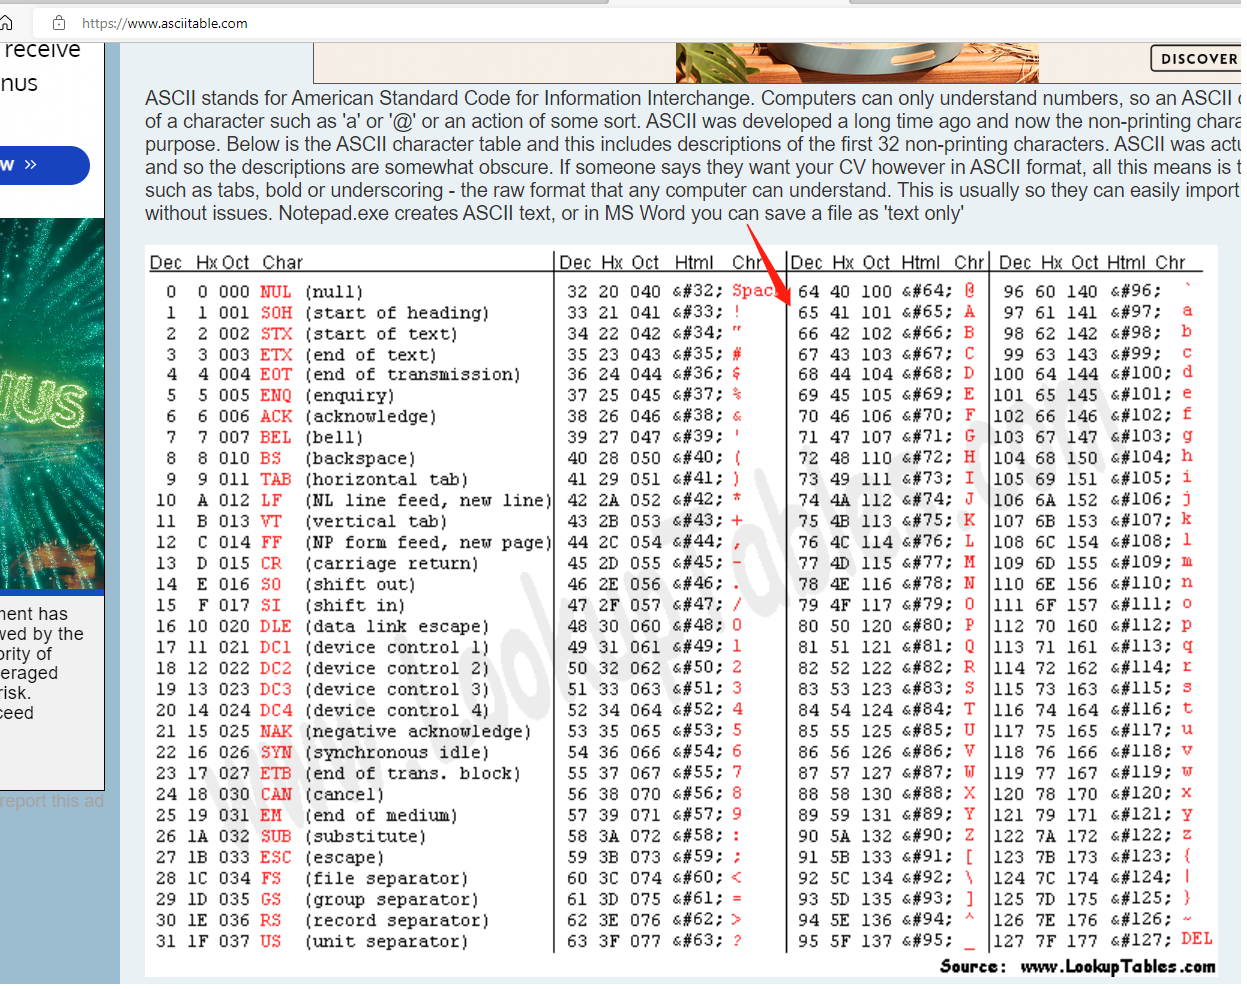 https://www.asciitable.com
receive
nus
W »
IUS
ment has
wed by the
ority of
veraged
risk.
ceed
report this ad
DISCOVER
ASCII stands for American Standard Code for Information Interchange. Computers can only understand numbers, so an ASCII
of a character such as 'a' or '@' or an action of some sort. ASCII was developed a long time ago and now the non-printing chara
purpose. Below is the ASCII character table and this includes descriptions of the first 32 non-printing characters. ASCII was actu
and so the descriptions are somewhat obscure. If someone says they want your CV however in ASCII format, all this means is t
such as tabs, bold or underscoring - the raw format that any computer can understand. This is usually so they can easily import
without issues. Notepad.exe creates ASCII text, or in MS Word you can save a file as 'text only'
Dec Hx Oct Char Dec Hx Oct Html Chr Dec Hx Oct Html Chr Dec Hx Oct Html Chr
0 0 000 NUL (null) 32 20 040 &#32; Spac 64 40 100 &#64; @ 96 60 140 &#96; `
1 1 001 SOH (start of heading) 33 21 041 &#33; ! 65 41 101 &#65; A 97 61 141 &#97; a
2 2 002 STX (start of text) 34 22 042 &#34; " 66 42 102 &#66; B 98 62 142 &#98; b
3 3 003 ETX (end of text) 35 23 043 &#35; # 67 43 103 &#67; C 99 63 143 &#99; c
4 4 004 EOT (end of transmission) 36 24 044 &#36; $ 68 44 104 &#68; D 100 64 144 &#100; d
5 5 005 ENQ (enquiry) 37 25 045 &#37; % 69 45 105 &#69; E 101 65 145 &#101; e
6 6 006 ACK (acknowledge) 38 26 046 &#38; & 70 46 106 &#70; F 102 66 146 &#102; f
7 7 007 BEL (bell) 39 27 047 &#39; ' 71 47 107 &#71; G 103 67 147 &#103; g
8 8 010 BS (backspace) 40 28 050 &#40; ( 72 48 110 &#72; H 104 68 150 &#104; h
9 9 011 TAB (horizontal tab) 41 29 051 &#41; ) 73 49 111 &#73; I 105 69 151 &#105; i
10 A 012 LF (NL line feed, new line) 42 2A 052 &#42; * 74 4A 112 &#74; J 106 6A 152 &#106; j
11 B 013 VT (vertical tab) 43 2B 053 &#43; + 75 4B 113 &#75; K 107 6B 153 &#107; k
12 C 014 FF (NP form feed, new page) 44 2C 054 &#44; , 76 4C 114 &#76; L 108 6C 154 &#108; l
13 D 015 CR (carriage return) 45 2D 055 &#45; - 77 4D 115 &#77; M 109 6D 155 &#109; m
14 E 016 SO (shift out) 46 2E 056 &#46; . 78 4E 116 &#78; N 110 6E 156 &#110; n
15 F 017 SI (shift in) 47 2F 057 &#47; / 79 4F 117 &#79; O 111 6F 157 &#111; o
16 10 020 DLE (data link escape) 48 30 060 &#48; 0 80 50 120 &#80; P 112 70 160 &#112; p
17 11 021 DC1 (device control 1) 49 31 061 &#49; 1 81 51 121 &#81; Q 113 71 161 &#113; q
18 12 022 DC2 (device control 2) 50 32 062 &#50; 2 82 52 122 &#82; R 114 72 162 &#114; r
19 13 023 DC3 (device control 3) 51 33 063 &#51; 3 83 53 123 &#83; S 115 73 163 &#115; s
20 14 024 DC4 (device control 4) 52 34 064 &#52; 4 84 54 124 &#84; T 116 74 164 &#116; t
21 15 025 NAK (negative acknowledge) 53 35 065 &#53; 5 85 55 125 &#85; U 117 75 165 &#117; u
22 16 026 SYN (synchronous idle) 54 36 066 &#54; 6 86 56 126 &#86; V 118 76 166 &#118; v
23 17 027 ETB (end of trans. block) 55 37 067 &#55; 7 87 57 127 &#87; W 119 77 167 &#119; w
24 18 030 CAN (cancel) 56 38 070 &#56; 8 88 58 130 &#88; X 120 78 170 &#120; x
25 19 031 EM (end of medium) 57 39 071 &#57; 9 89 59 131 &#89; Y 121 79 171 &#121; y
26 1A 032 SUB (substitute) 58 3A 072 &#58; : 90 5A 132 &#90; Z 122 7A 172 &#122; z
27 1B 033 ESC (escape) 59 3B 073 &#59; ; 91 5B 133 &#91; [ 123 7B 173 &#123; {
28 1C 034 FS (file separator) 60 3C 074 &#60; < 92 5C 134 &#92; \ 124 7C 174 &#124; |
29 1D 035 GS (group separator) 61 3D 075 &#61; = 93 5D 135 &#93; ] 125 7D 175 &#125; }
30 1E 036 RS (record separator) 62 3E 076 &#62; > 94 5E 136 &#94; ^ 126 7E 176 &#126; ~
31 1F 037 US (unit separator) 63 3F 077 &#63; ? 95 5F 137 &#95; _ 127 7F 177 &#127; DEL
www.LookupTables.com
Source: www.LookupTables.com